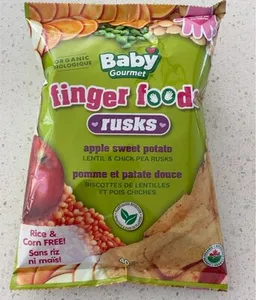 ORGANIC
BIOLOGIQUE
Baby
Gourmet
finger foods
rusks
apple sweet potato
LENTIL & CHICK PEA RUSKS
pomme et patate douce
BISCOTTES DE LENTILLES
ET POIS CHICHES
Rice &
Corn FREE!
Sans riz
ni maïs!